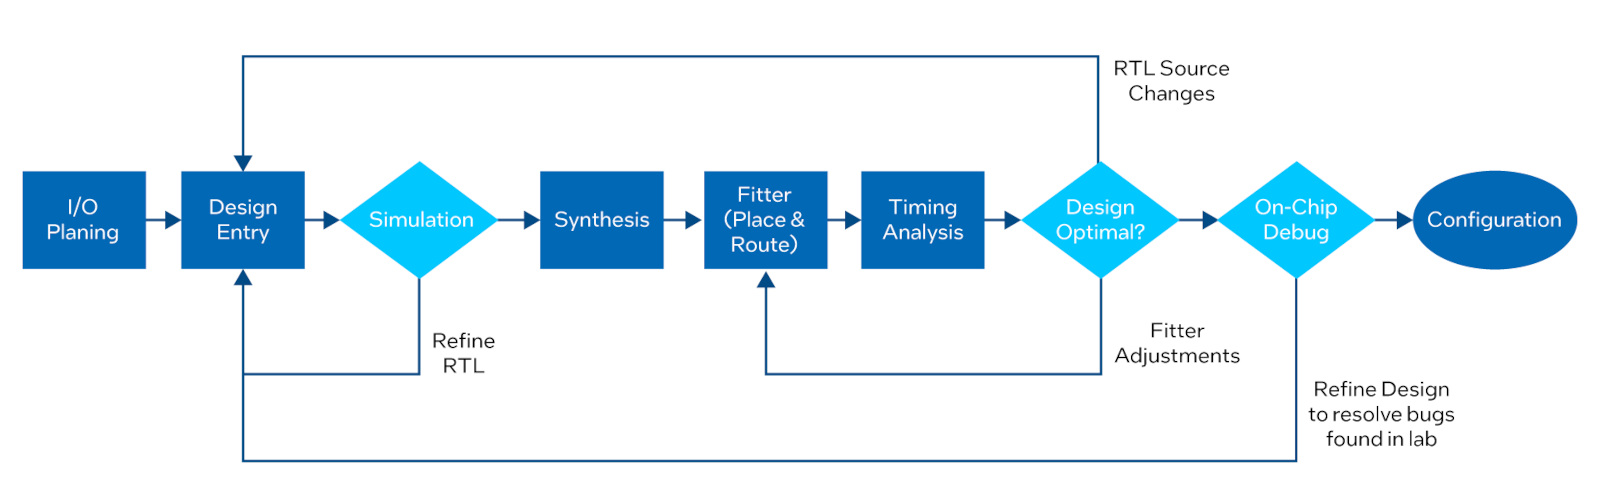 RTL Source
Changes
I/O
Planing
Design
Entry
Simulation
Synthesis
Fitter
(Place &
Route)
Timing
Analysis
Design
Optimal?
On-Chip
Debug
Configuration
Refine
RTL
Fitter
Adjustments
Refine Design
to resolve bugs
found in lab